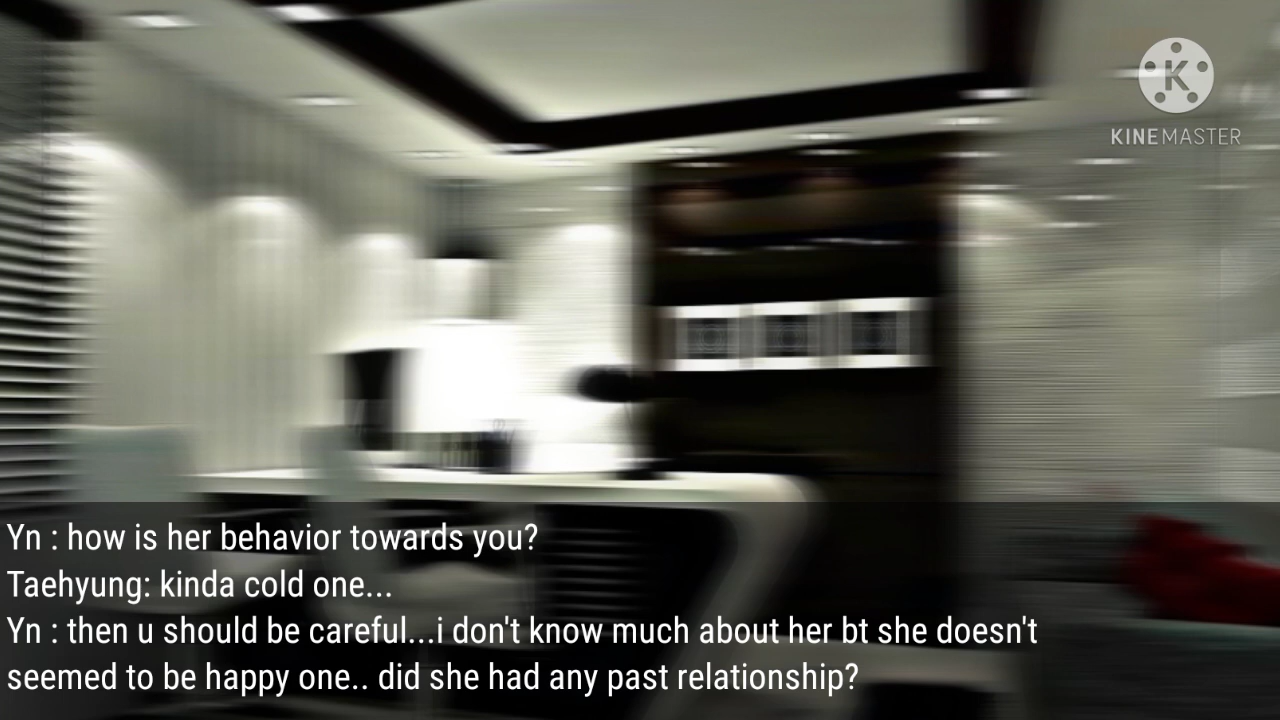 KINEMASTER
Yn : how is her behavior towards you?
Taehyung: kinda cold one...
Yn : then u should be careful...i don't know much about her bt she doesn't
seemed to be happy one.. did she had any past relationship?